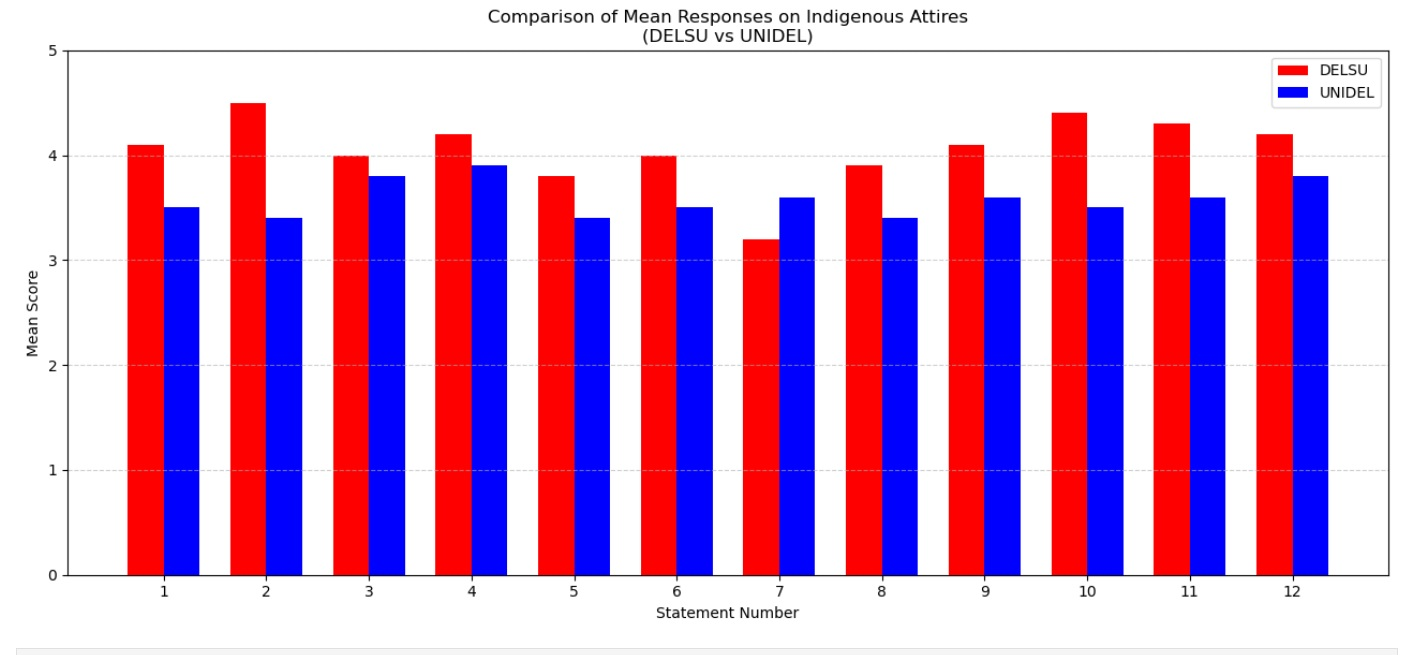 Comparison of Mean Responses on Indigenous Attires
(DELSU vs UNIDEL)
DELSU
UNIDEL
Mean Score
5
4
3
2
1
0
1 2 3 4 5 6 7 8 9 10 11 12
Statement Number